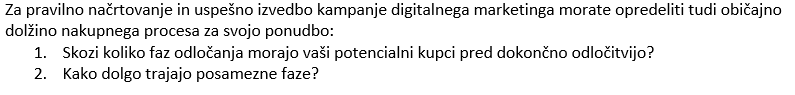 Za pravilno načrtovanje in uspešno izvedbo kampanje digitalnega marketinga morate opredeliti tudi običajno
dolžino nakupnega procesa za svojo ponudbo:
1. Skozi koliko faz odločanja morajo vaši potencialni kupci pred dokončno odločitvijo?
2. Kako dolgo trajajo posamezne faze?